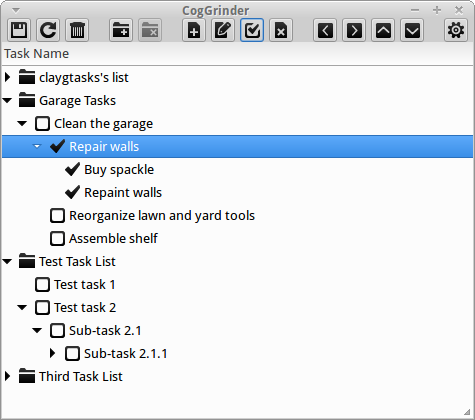 CogGrinder
Task Name
claygtasks's list
Garage Tasks
Clean the garage
Repair walls
Buy spackle
Repaint walls
Reorganize lawn and yard tools
Assemble shelf
Test Task List
Test task 1
Test task 2
Sub-task 2.1
Sub-task 2.1.1
Third Task List